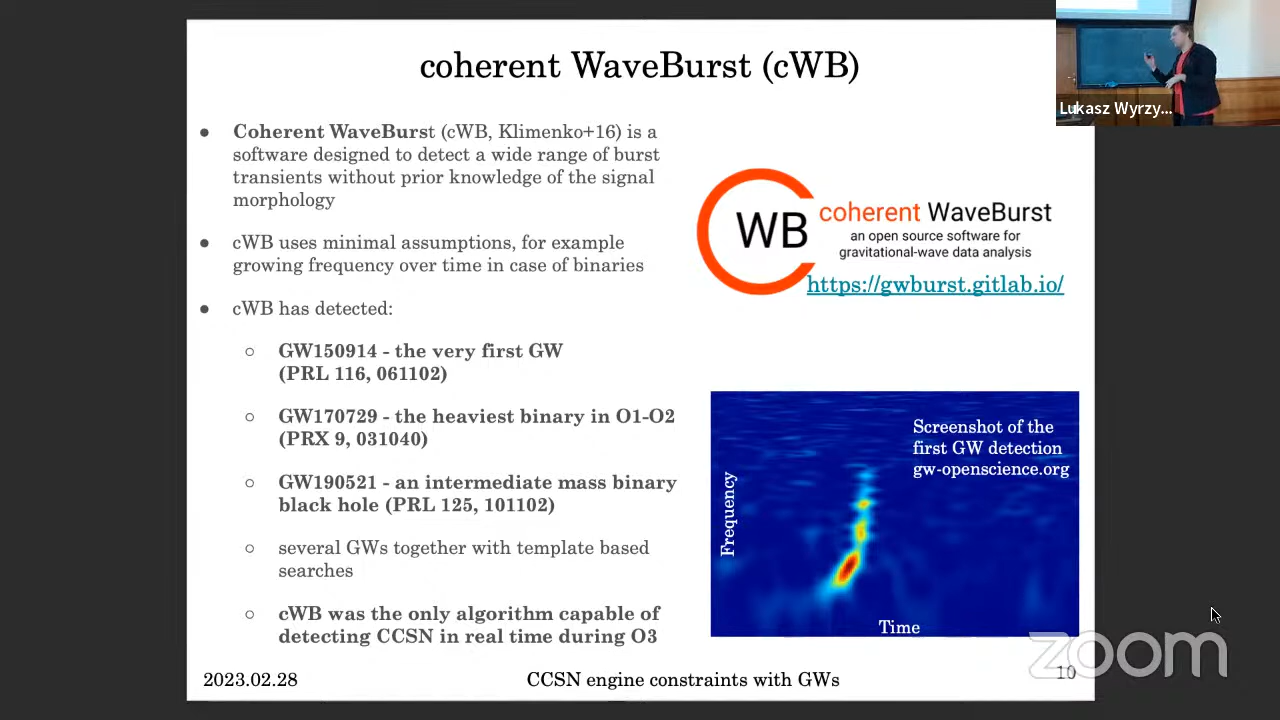 coherent WaveBurst (cWB)
Lukasz Wyrzy...
● Coherent WaveBurst (cWB, Klimenko+16) is a
software designed to detect a wide range of burst
transients without prior knowledge of the signal
morphology
● cWB uses minimal assumptions, for example
growing frequency over time in case of binaries
● cWB has detected:
○ GW150914 - the very first GW
(PRL 116, 061102)
○ GW170729 - the heaviest binary in O1-O2
(PRX 9, 031040)
○ GW190521 - an intermediate mass binary
black hole (PRL 125, 101102)
○ several GWs together with template based
searches
○ cWB was the only algorithm capable of
detecting CCSN in real time during O3
WB
coherent WaveBurst
an open source software for
gravitational-wave data analysis
https://gwburst.gitlab.io/
Screenshot of the
first GW detection
gw-openscience.org
Frequency
Time
2023.02.28
CCSN engine constraints with GWs
10
zoom